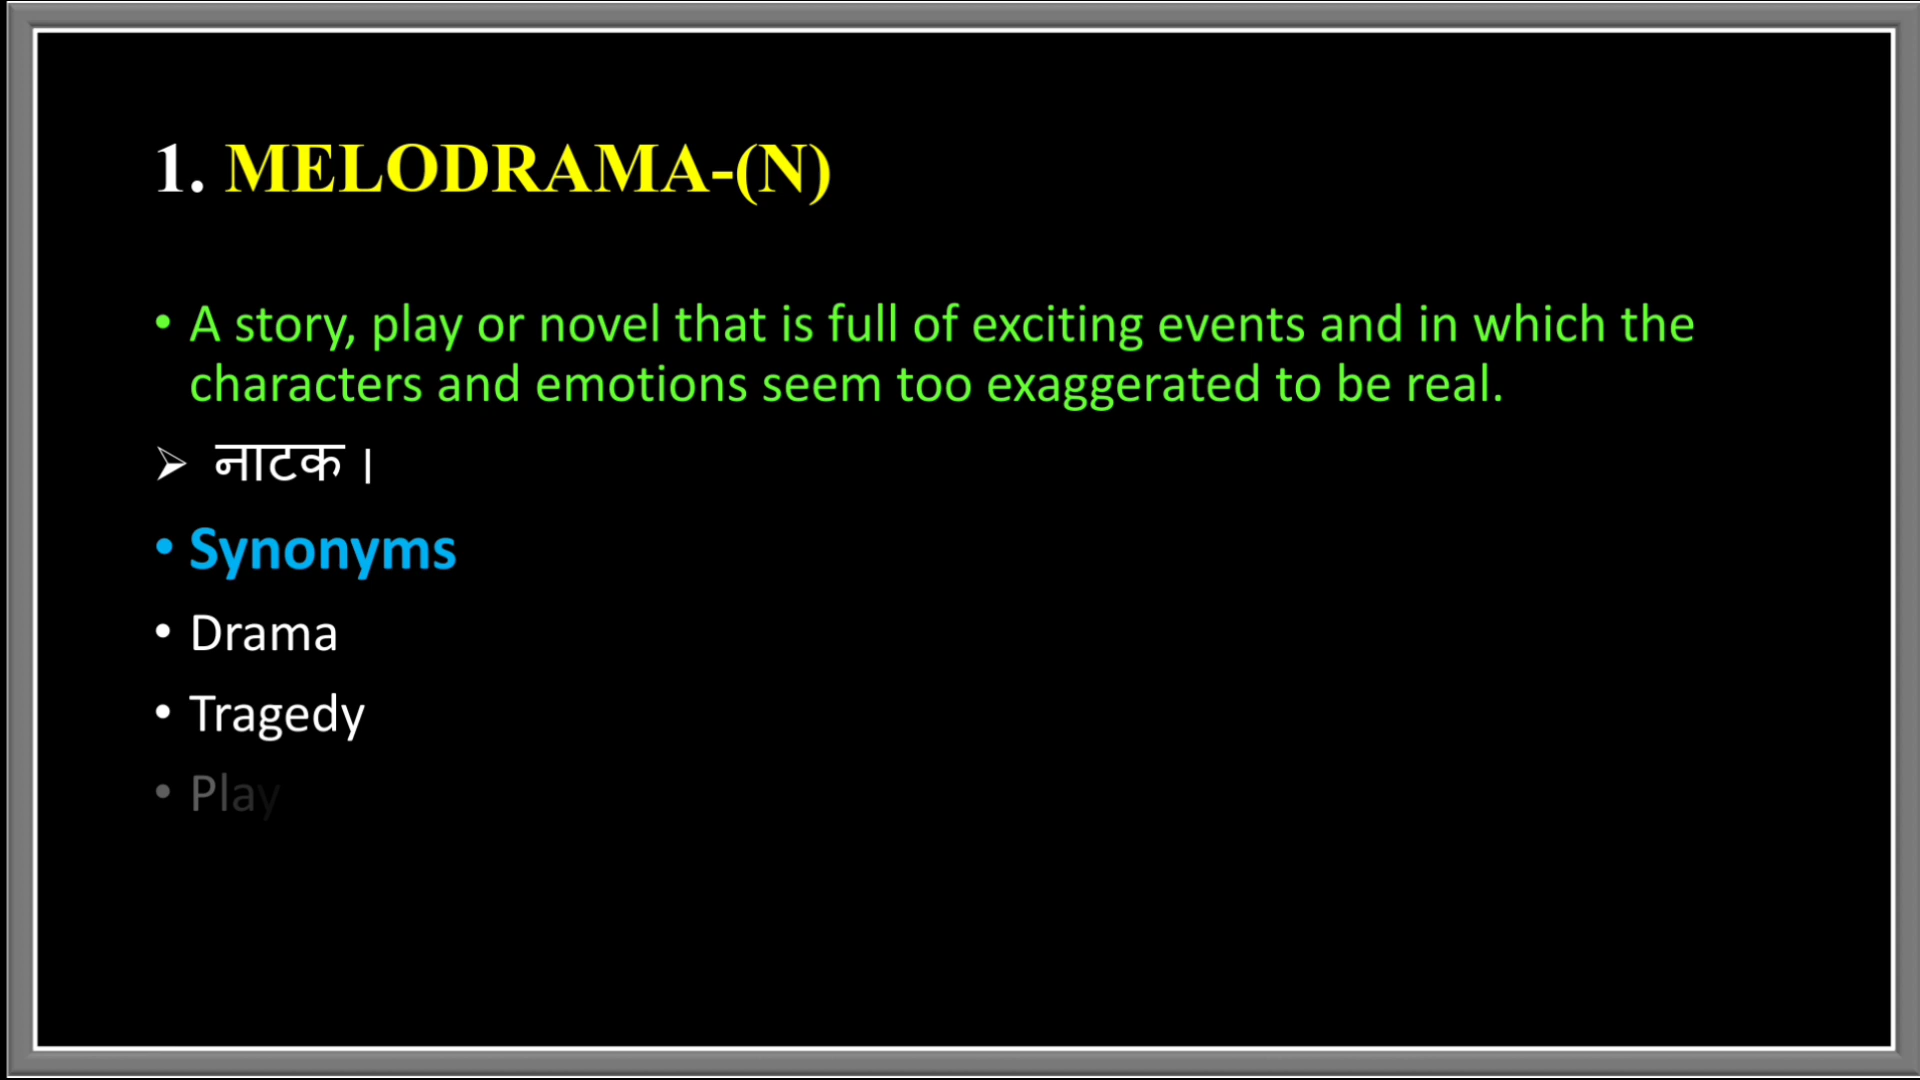 1. MELODRAMA-(N)
• A story, play or novel that is full of exciting events and in which the
characters and emotions seem too exaggerated to be real.
➢ नाटक ।
• Synonyms
• Drama
• Tragedy
• Play